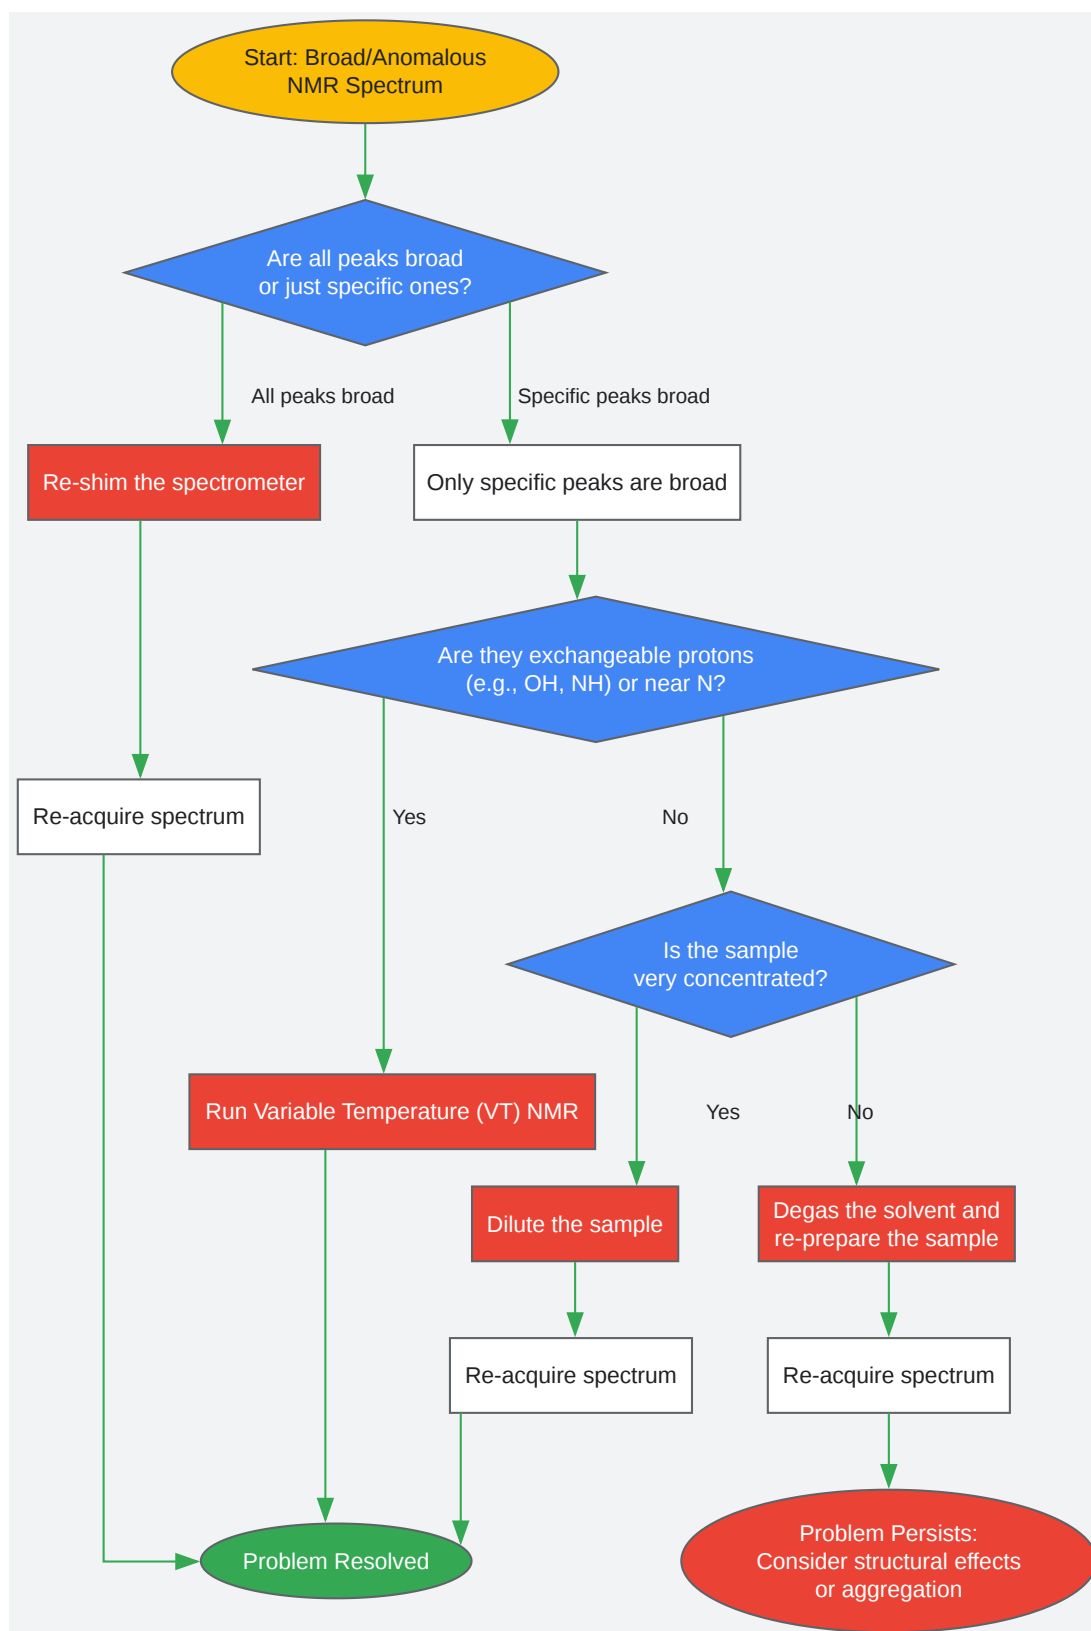 Start: Broad/Anomalous
NMR Spectrum
Are all peaks broad
or just specific ones?
All peaks broad
Specific peaks broad
Re-shim the spectrometer
Only specific peaks are broad
Are they exchangeable protons
(e.g., OH, NH) or near N?
Re-acquire spectrum
Yes
No
Is the sample
very concentrated?
Run Variable Temperature (VT) NMR
Yes
No
Dilute the sample
Degas the solvent and
re-prepare the sample
Re-acquire spectrum
Re-acquire spectrum
Problem Resolved
Problem Persists:
Consider structural effects
or aggregation